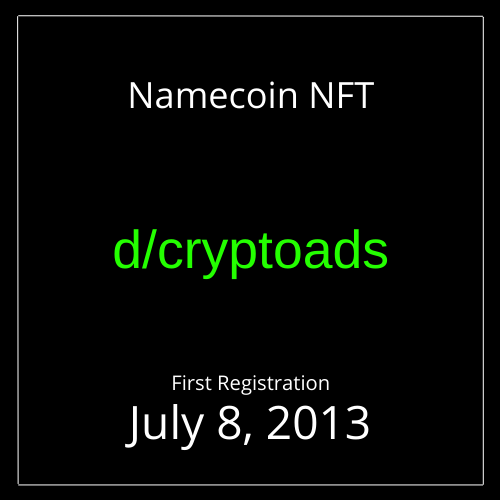 Namecoin NFT
d/cryptoads
First Registration
July 8, 2013